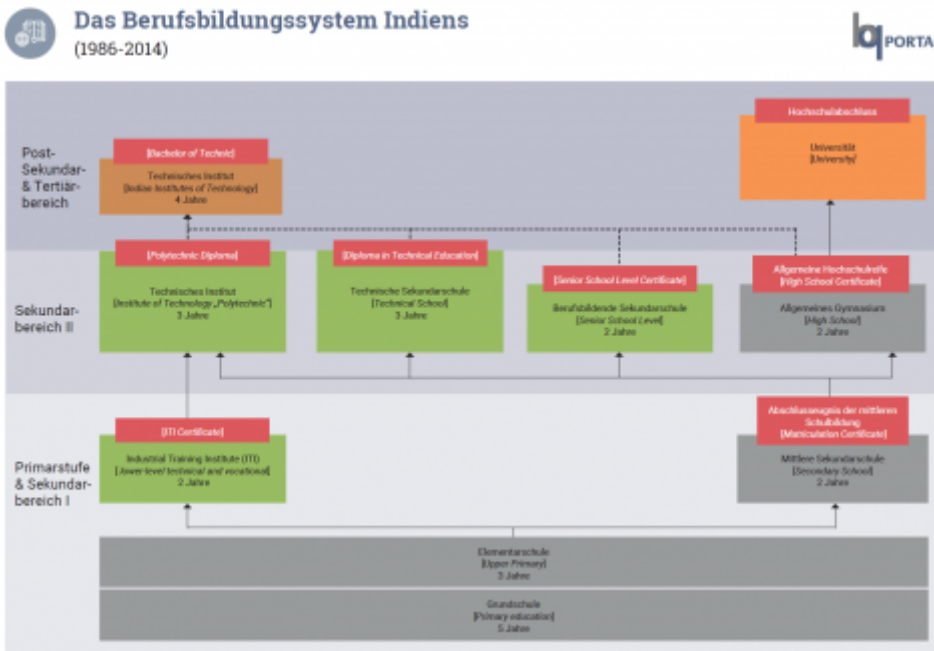 Das Berufsbildungssystem Indiens
(1986-2014)
bq PORTA
Post-
Sekundar-
& Tertiär-
bereich
[Bachelor of Technic]
Technisches Institut
[Indian Institutes of Technology]
4 Jahre
Hochschulabschluss
Universität
[University]
Sekundar-
bereich II
[Polytechnic Diploma]
Technisches Institut
[Institute of Technology „Polytechnic“]
3 Jahre
[Diploma in Technical Education]
Technische Sekundarschule
[Technical School]
3 Jahre
[Senior School Level Certificate]
Berufsbildende Sekundarschule
[Senior School Level]
2 Jahre
Allgemeine Hochschulreife
[High School Certificate]
Allgemeines Gymnasium
[High School]
2 Jahre
Primarstufe
& Sekundar-
bereich I
[ITI Certificate]
Industrial Training Institute (ITI)
[lower-level technical and vocational]
2 Jahre
Abschlusseugnis der mittleren
Schulbildung
[Matriculation Certificate]
Mittlere Sekundarschule
[Secondary School]
2 Jahre
Elementarschule
[Upper Primary]
3 Jahre
Grundschule
[Primary education]
5 Jahre